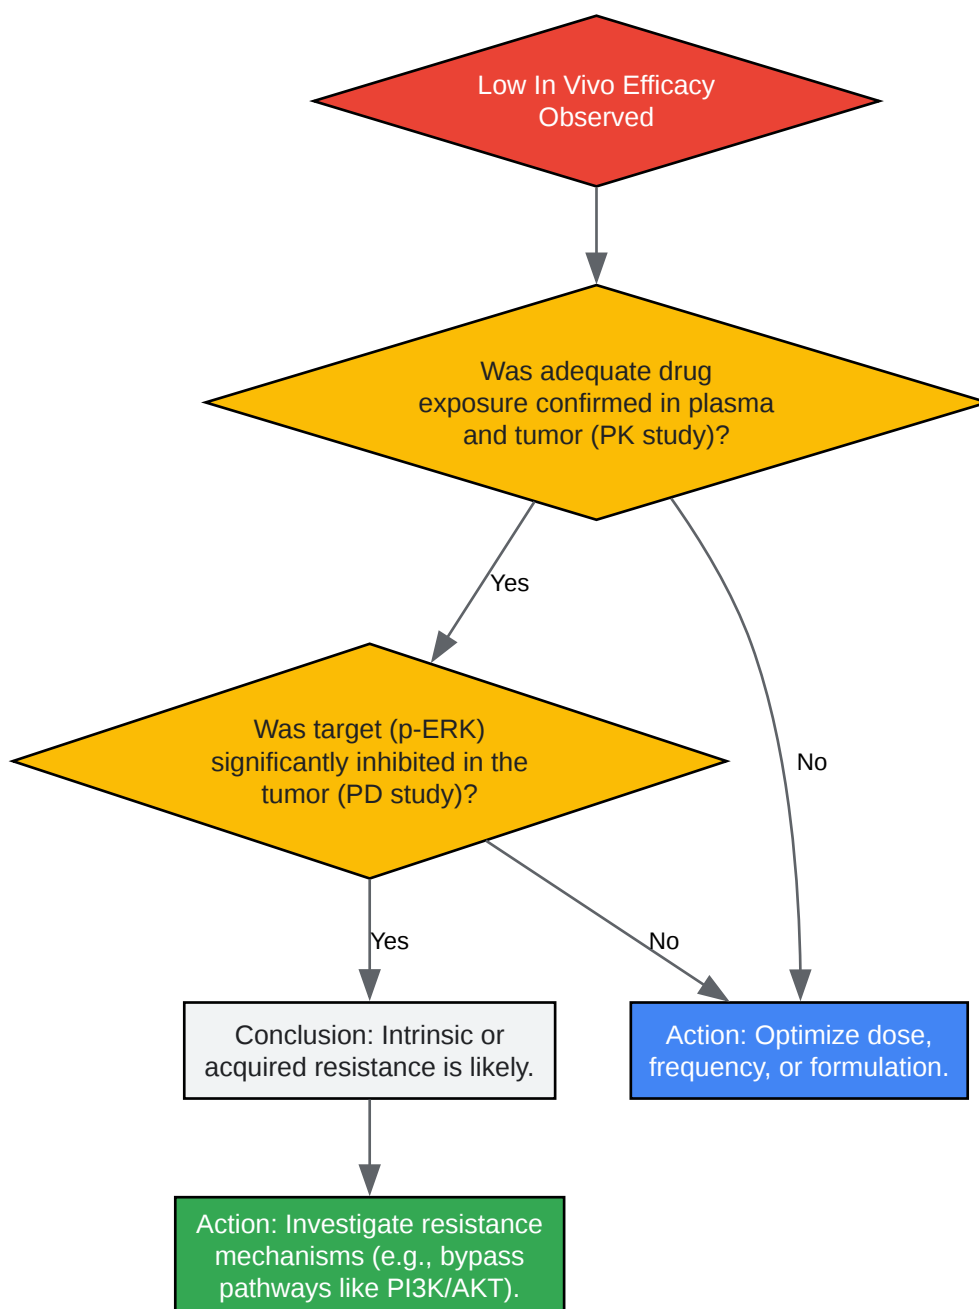 Low In Vivo Efficacy
Observed
Was adequate drug
exposure confirmed in plasma
and tumor (PK study)?
Yes
Was target (p-ERK)
significantly inhibited in the
tumor (PD study)?
No
Yes
No
Conclusion: Intrinsic or
acquired resistance is likely.
Action: Optimize dose,
frequency, or formulation.
Action: Investigate resistance
mechanisms (e.g., bypass
pathways like PI3K/AKT).